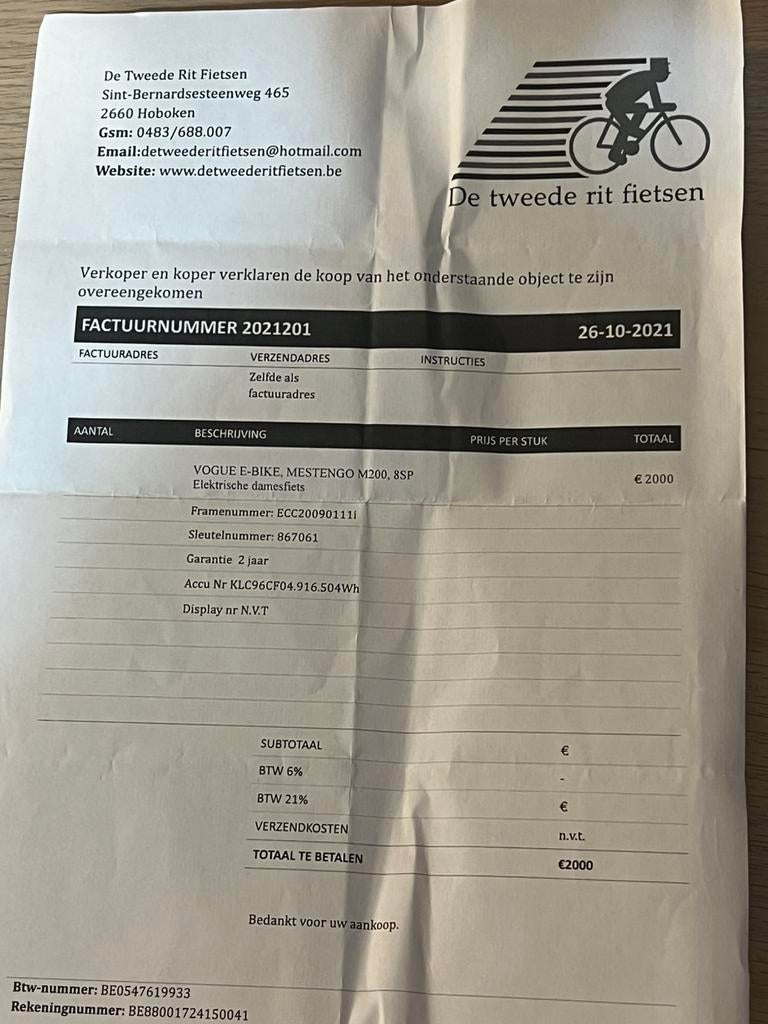 De Tweede Rit Fietsen
Sint-Bernardsesteenweg 465
2660 Hoboken
Gsm: 0483/688.007
Email:detweederitfietsen@hotmail.com
Website: www.detweederitfietsen.be
De tweede rit fietsen
Verkoper en koper verklaren de koop van het onderstaande object te zijn
overeengekomen
FACTUURNUMMER 2021201 26-10-2021
FACTUURADRES VERZENDADRES INSTRUCTIES
Zelfde als
factuuradres
AANTAL BESCHRIJVING PRIJS PER STUK TOTAAL
VOGUE E-BIKE, MESTENGO M200, 8SP € 2000
Elektrische damesfiets
Framenummer: ECC20090111i
Sleutelnummer: 867061
Garantie 2 jaar
Accu Nr KLC96CF04.916.504Wh
Display nr N.V.T
SUBTOTAAL €
BTW 6% -
BTW 21% €
VERZENDKOSTEN n.v.t.
TOTAAL TE BETALEN €2000
Bedankt voor uw aankoop.
Btw-nummer: BE0547619933
Rekeningnummer: BE88001724150041